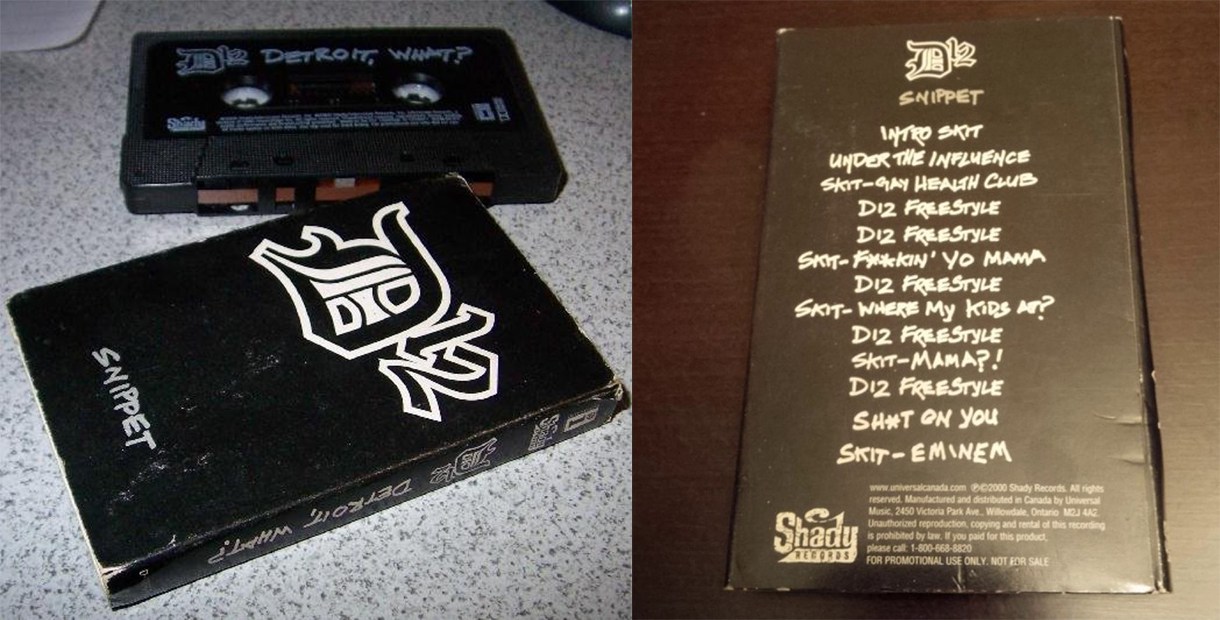 D12 DETROIT, WHAT?
Shady
D12
SNIPPET
D12 DETROIT, WHAT?
D12
SNIPPET
INTRO SKIT
UNDER THE INFLUENCE
SKIT-GAY HEALTH CLUB
D12 FREESTYLE
D12 FREESTYLE
SKIT-F**KIN' YO MAMA
D12 FREESTYLE
SKIT-WHERE MY KIDS AT?
D12 FREESTYLE
SKIT-MAMA?!
D12 FREESTYLE
SH*T ON YOU
SKIT-EMINEM
www.universalcanada.com ℗©2000 Shady Records. All rights
reserved. Manufactured and distributed in Canada by Universal
Music, 2450 Victoria Park Ave., Willowdale, Ontario M2J 4A2.
Unauthorized reproduction, copying and rental of this recording
is prohibited by law. If you paid for this product,
please call: 1-800-668-8820
FOR PROMOTIONAL USE ONLY. NOT FOR SALE
Shady
RECORDS